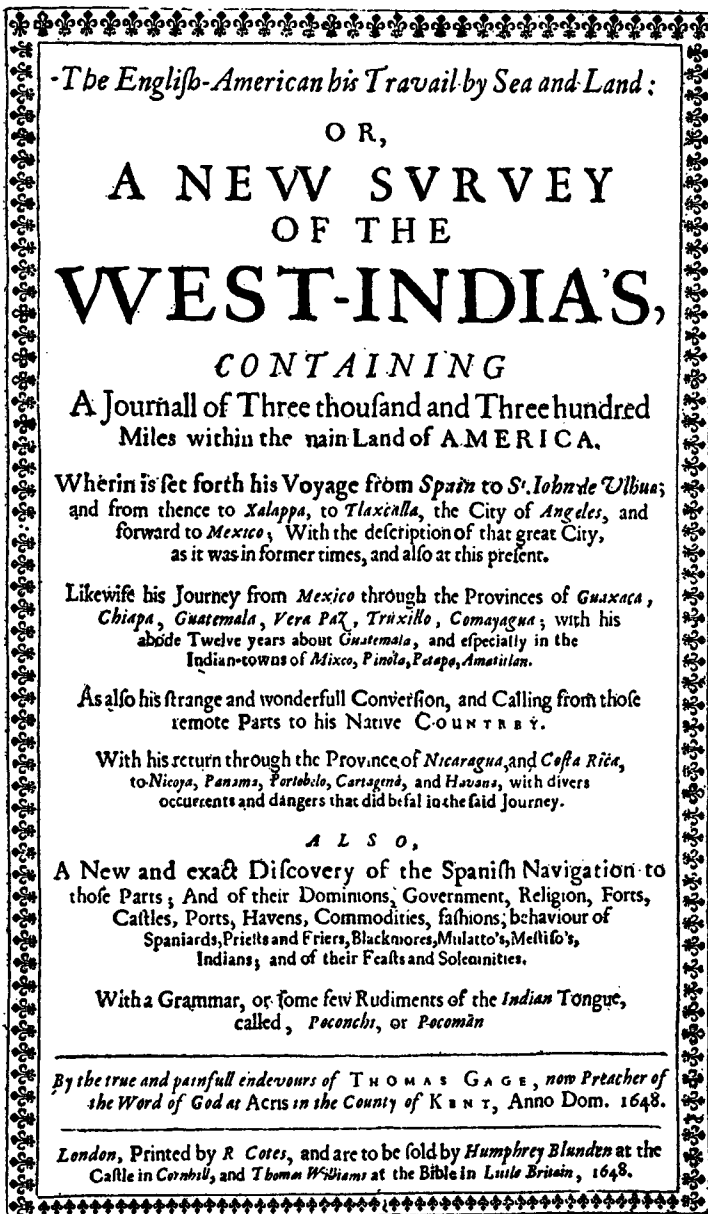 The Engliſh-American his Travail by Sea and Land:
OR,
A NEVV SVRVEY
OF THE
VVEST-INDIA'S,
CONTAINING
A Journall of Three thouſand and Three hundred
Miles within the main Land of AMERICA.
Wherin is ſet forth his Voyage from Spain to St. Iohn de Ulhua;
and from thence to Xalappa, to Tlaxcalla, the City of Angeles, and
forward to Mexico; With the deſcription of that great City,
as it was in former times, and alſo at this preſent.
Likewiſe his Journey from Mexico through the Provinces of Guaxaca,
Chiapa, Guatemala, Vera Paz, Truxillo, Comayagua; with his
abode Twelve years about Guatemala, and eſpecially in the
Indian-towns of Mixco, Pinola, Petapa, Amatitlan.
As alſo his ſtrange and wonderfull Converſion, and Calling from thoſe
remote Parts to his Native COUNTREY.
With his return through the Province of Nicaragua, and Coſta Rica,
to Nicoya, Panama, Portobelo, Cartagena, and Havana, with divers
occurrents and dangers that did befal in the ſaid Journey.
ALSO,
A New and exact Diſcovery of the Spaniſh Navigation to
thoſe Parts; And of their Dominions, Government, Religion, Forts,
Caſtles, Ports, Havens, Commodities, faſhions, behaviour of
Spaniards, Prieſts and Friers, Blackmores, Mulatto's, Meſtiſo's,
Indians; and of their Feaſts and Solemnities.
With a Grammar, or ſome few Rudiments of the Indian Tongue,
called, Poconchi, or Pocoman
By the true and painfull endevours of THOMAS GAGE, now Preacher of
the Word of God at Acris in the County of KENT, Anno Dom. 1648.
London, Printed by R Cotes, and are to be ſold by Humphrey Blunden at the
Caſtle in Cornhill, and Thomas Williams at the Bible in Little Britain, 1648.